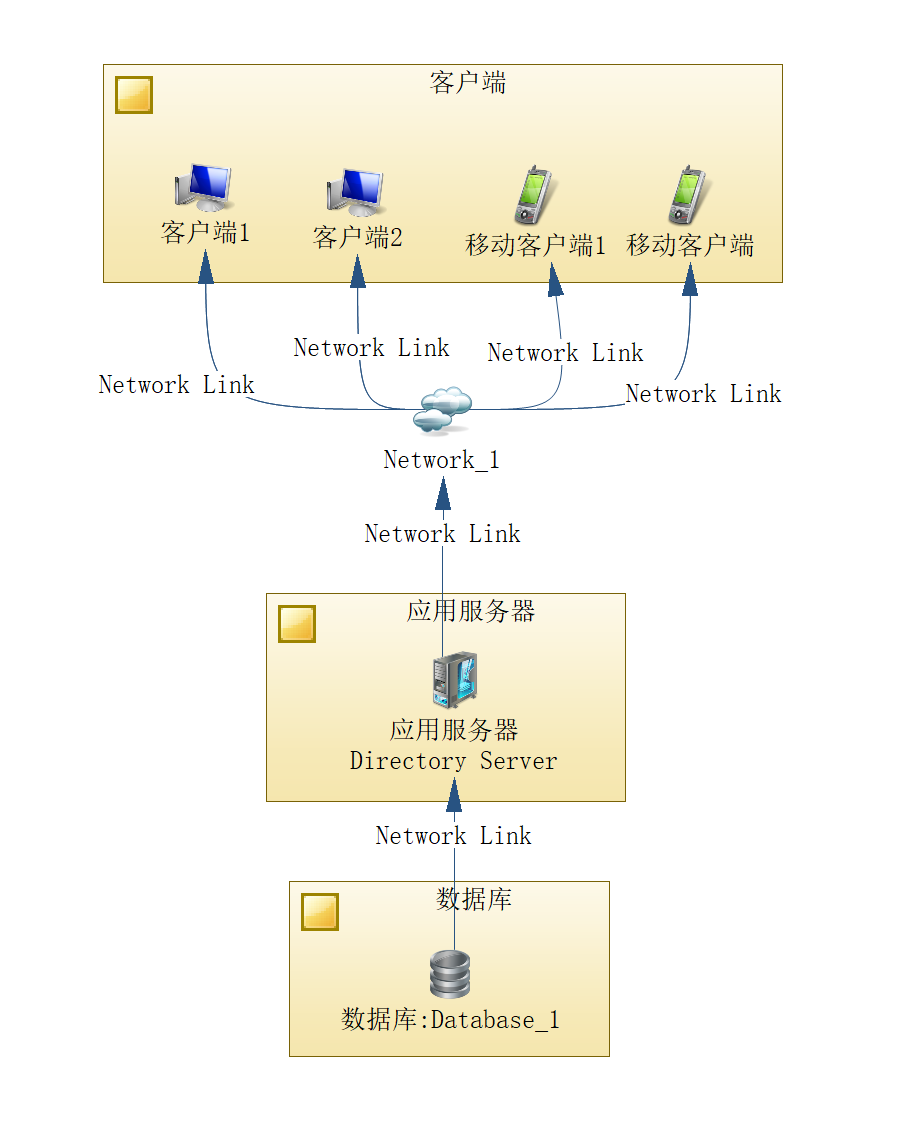 客户端
客户端1
客户端2
移动客户端1
移动客户端
Network Link
Network Link
Network Link
Network Link
Network_1
Network Link
应用服务器
应用服务器
Directory Server
Network Link
数据库
数据库:Database_1